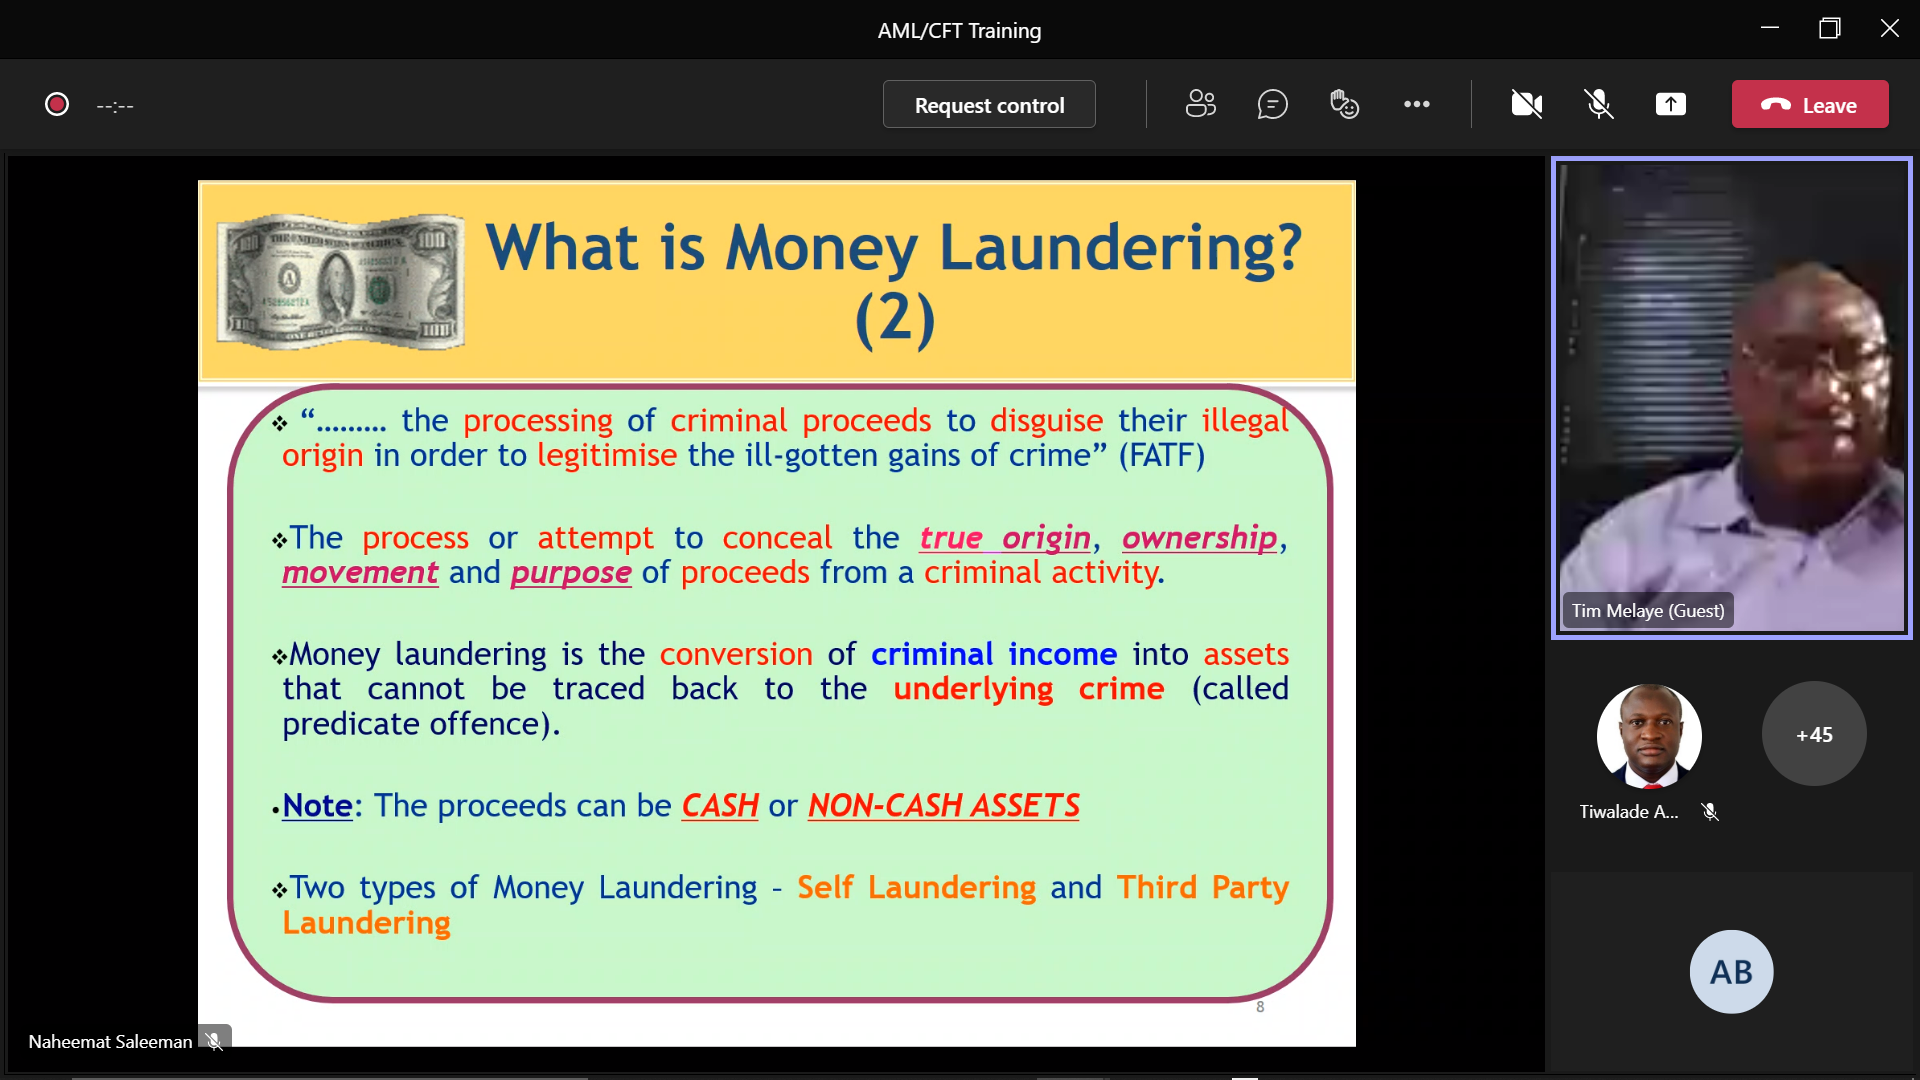 AML/CFT Training
--:--
Request control
Leave
What is Money Laundering?
(2)
❖ “……… the processing of criminal proceeds to disguise their illegal
origin in order to legitimise the ill-gotten gains of crime” (FATF)
❖The process or attempt to conceal the true origin, ownership,
movement and purpose of proceeds from a criminal activity.
❖Money laundering is the conversion of criminal income into assets
that cannot be traced back to the underlying crime (called
predicate offence).
•Note: The proceeds can be CASH or NON-CASH ASSETS
❖Two types of Money Laundering – Self Laundering and Third Party
Laundering
8
Naheemat Saleeman
Tim Melaye (Guest)
Tiwalade A...
+45
AB
100
100
100
100